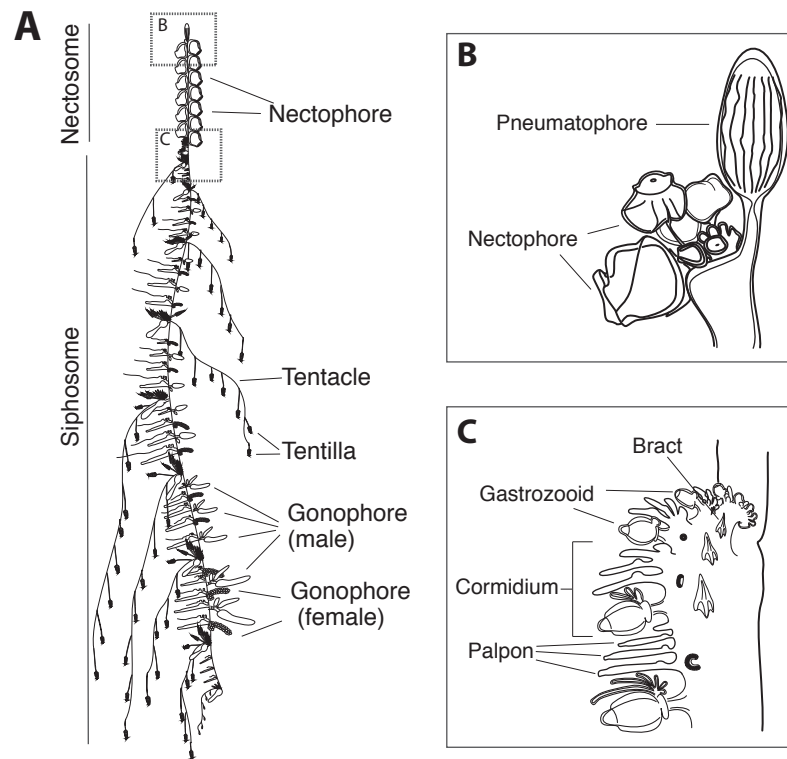 A
B
Nectosome
Nectophore
C
Siphosome
Tentacle
Tentilla
Gonophore
(male)
Gonophore
(female)
B
Pneumatophore
Nectophore
C
Bract
Gastrozooid
Cormidium
Palpon